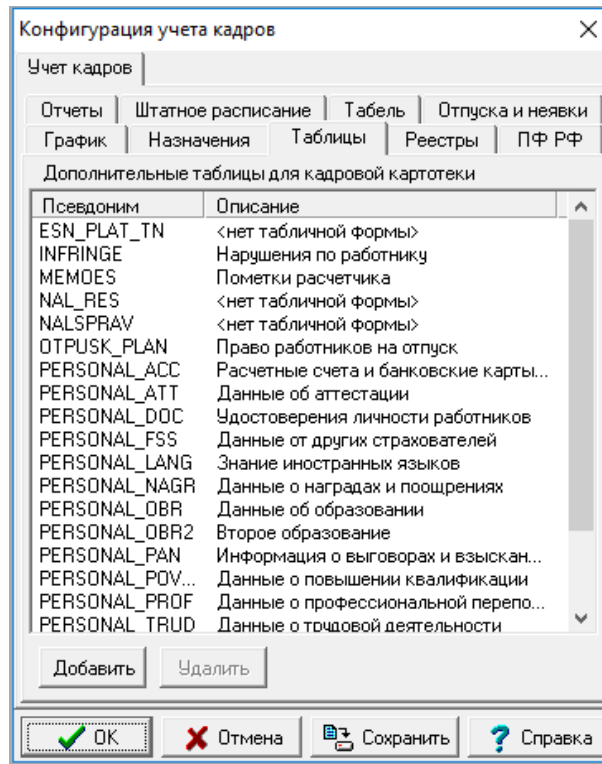 Конфигурация учета кадров
Учет кадров
Отчеты Штатное расписание Табель Отпуска и неявки
График Назначения Таблицы Реестры ПФ РФ
Дополнительные таблицы для кадровой картотеки
Псевдоним Описание
ESN_PLAT_TN <нет табличной формы>
INFRINGE Нарушения по работнику
MEMOES Пометки расчетчика
NAL_RES <нет табличной формы>
NALSPRAV <нет табличной формы>
OTPUSK_PLAN Право работников на отпуск
PERSONAL_ACC Расчетные счета и банковские карты...
PERSONAL_ATT Данные об аттестации
PERSONAL_DOC Удостоверения личности работников
PERSONAL_FSS Данные от других страхователей
PERSONAL_LANG Знание иностранных языков
PERSONAL_NAGR Данные о наградах и поощрениях
PERSONAL_OBR Данные об образовании
PERSONAL_OBR2 Второе образование
PERSONAL_PAN Информация о выговорах и взыскан...
PERSONAL_POV... Данные о повышении квалификации
PERSONAL_PROF Данные о профессиональной перепо...
PERSONAL_TRUD Данные о трудовой деятельности
Добавить Удалить
OK Отмена Сохранить Справка